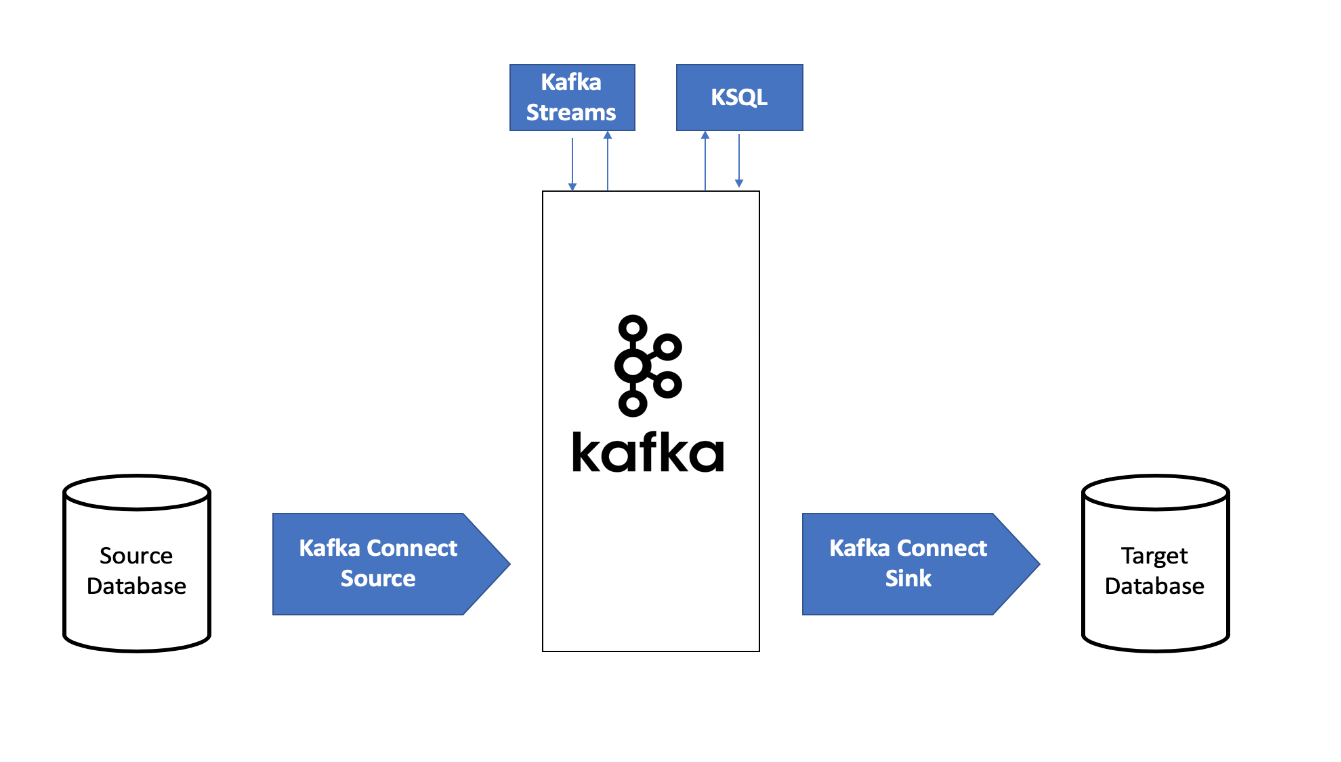 Kafka
Streams
KSQL
kafka
Source
Database
Kafka Connect
Source
Kafka Connect
Sink
Target
Database